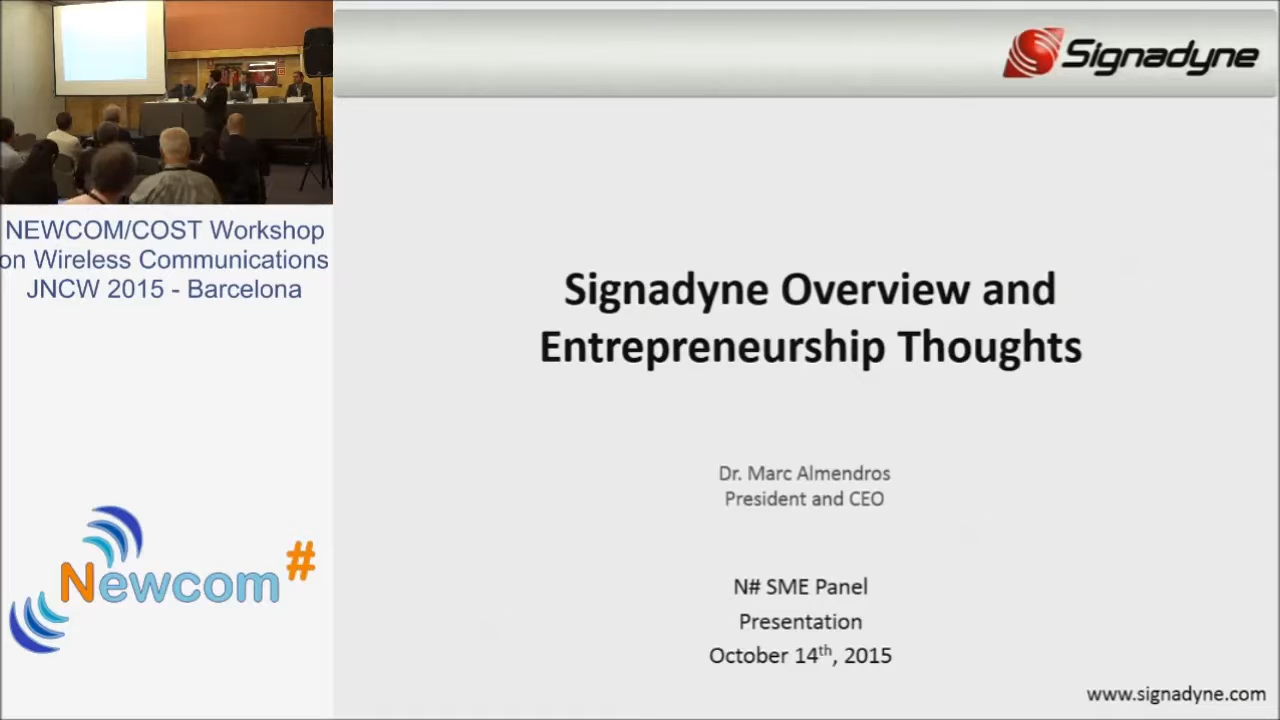 Signadyne
NEWCOM/COST Workshop
on Wireless Communications
JNCW 2015 - Barcelona
Signadyne Overview and
Entrepreneurship Thoughts
Dr. Marc Almendros
President and CEO
Newcom#
N# SME Panel
Presentation
October 14th, 2015
www.signadyne.com